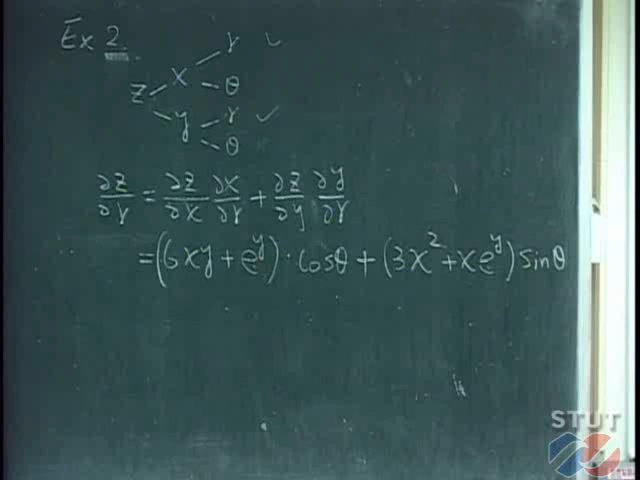 Ex 2.
r ✓
x
θ
z
y
r ✓
θ
∂z/∂r = ∂z/∂x ∂x/∂r + ∂z/∂y ∂y/∂r
= (6xy + e^y) · cosθ + (3x^2 + xe^y) sinθ
STUT